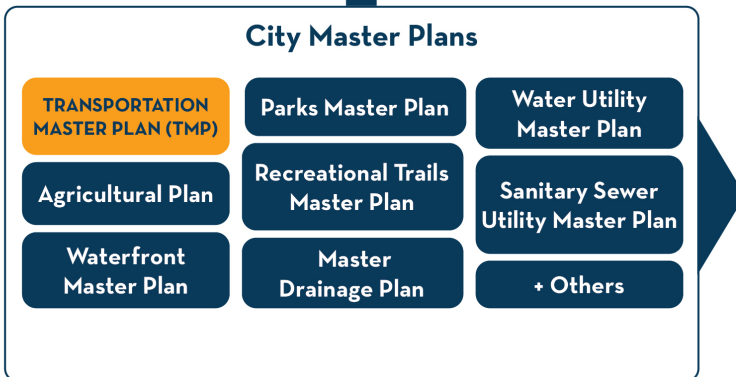 City Master Plans
TRANSPORTATION
MASTER PLAN (TMP)
Agricultural Plan
Waterfront
Master Plan
Parks Master Plan
Recreational Trails
Master Plan
Master
Drainage Plan
Water Utility
Master Plan
Sanitary Sewer
Utility Master Plan
+ Others